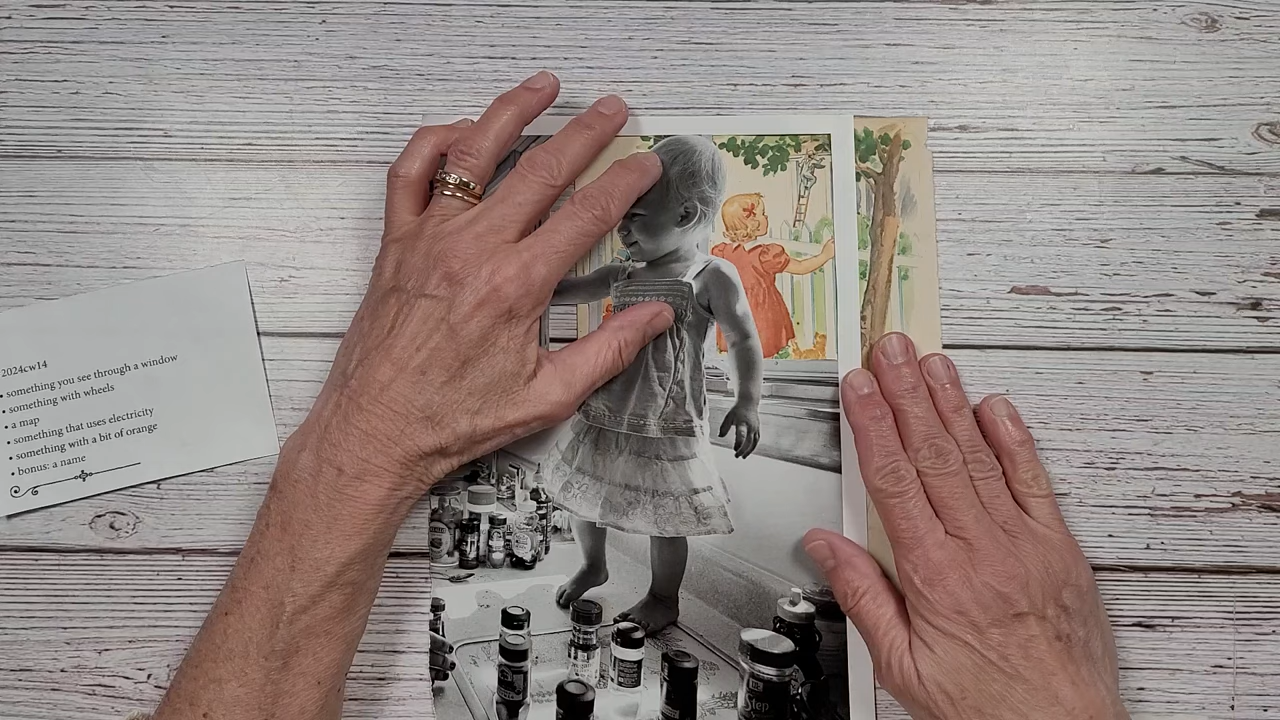 2024cw14
• something you see through a window
• something with wheels
• a map
• something that uses electricity
• something with a bit of orange
• bonus: a name
Step